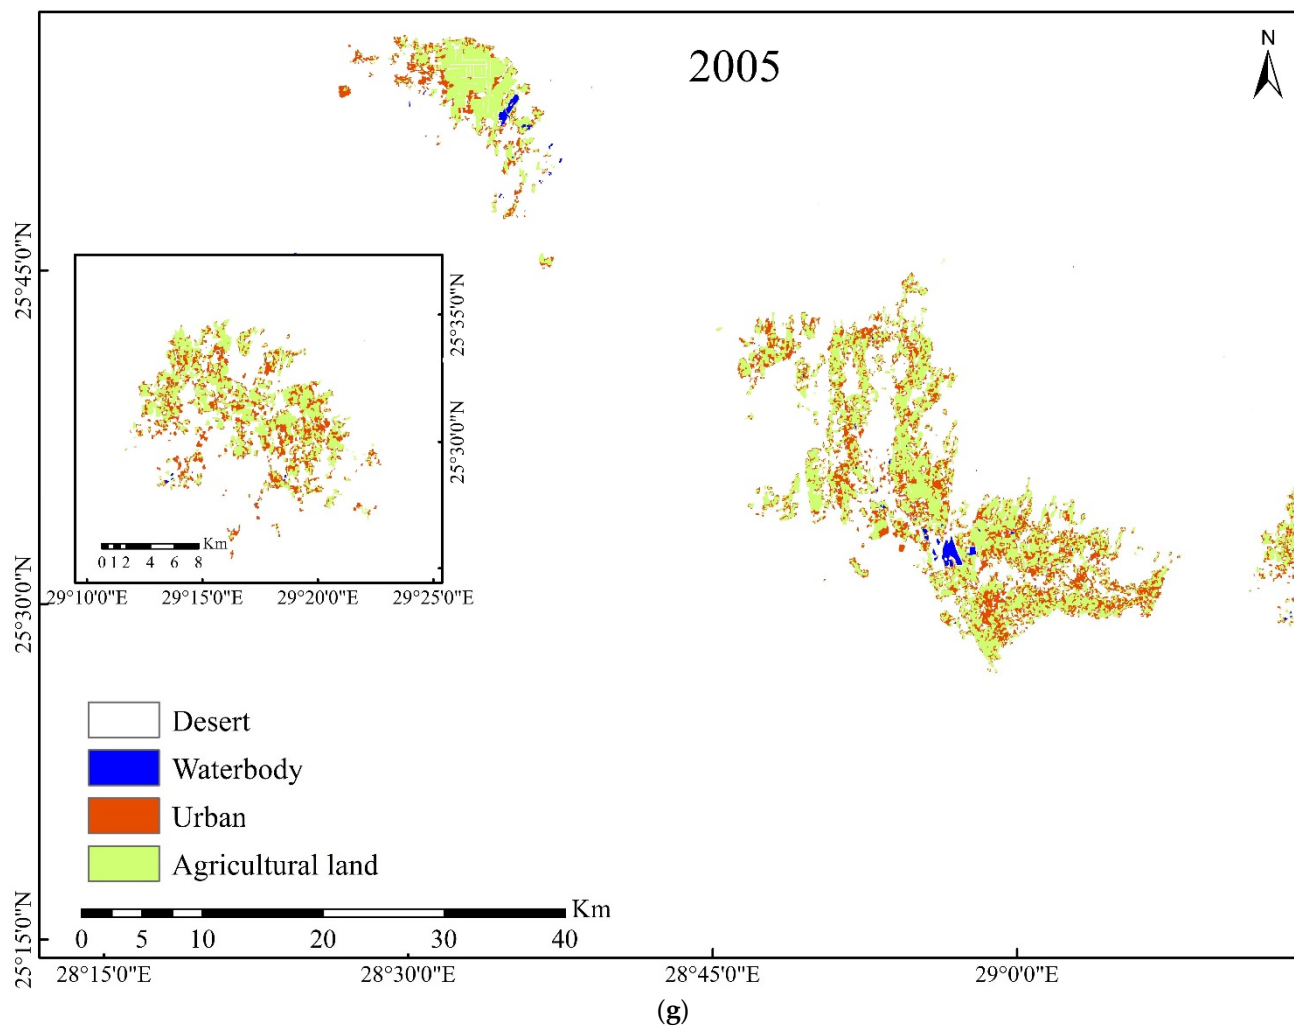 2005
N
25°45'0"N
25°30'0"N
25°15'0"N
25°35'0"N
25°30'0"N
Km
0 1 2 4 6 8
29°10'0"E 29°15'0"E 29°20'0"E 29°25'0"E
Desert
Waterbody
Urban
Agricultural land
Km
0 5 10 20 30 40
28°15'0"E 28°30'0"E 28°45'0"E 29°0'0"E
(g)